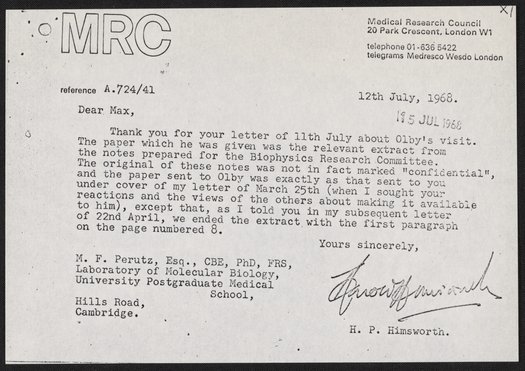 XI
MRC
Medical Research Council
20 Park Crescent, London W1
telephone 01-636 5422
telegrams Medresco Wesdo London
reference A.724/41
12th July, 1968.
Dear Max,
15 JUL 1968
Thank you for your letter of 11th July about Olby's visit.
The paper which he was given was the relevant extract from
the notes prepared for the Biophysics Research Committee.
The original of these notes was not in fact marked "confidential",
and the paper sent to Olby was exactly as that sent to you
under cover of my letter of March 25th (when I sought your
reactions and the views of the others about making it available
to him), except that, as I told you in my subsequent letter
of 22nd April, we ended the extract with the first paragraph
on the page numbered 8.
Yours sincerely,
M. F. Perutz, Esq., CBE, PhD, FRS,
Laboratory of Molecular Biology,
University Postgraduate Medical
School,
Hills Road,
Cambridge.
H. P. Himsworth.